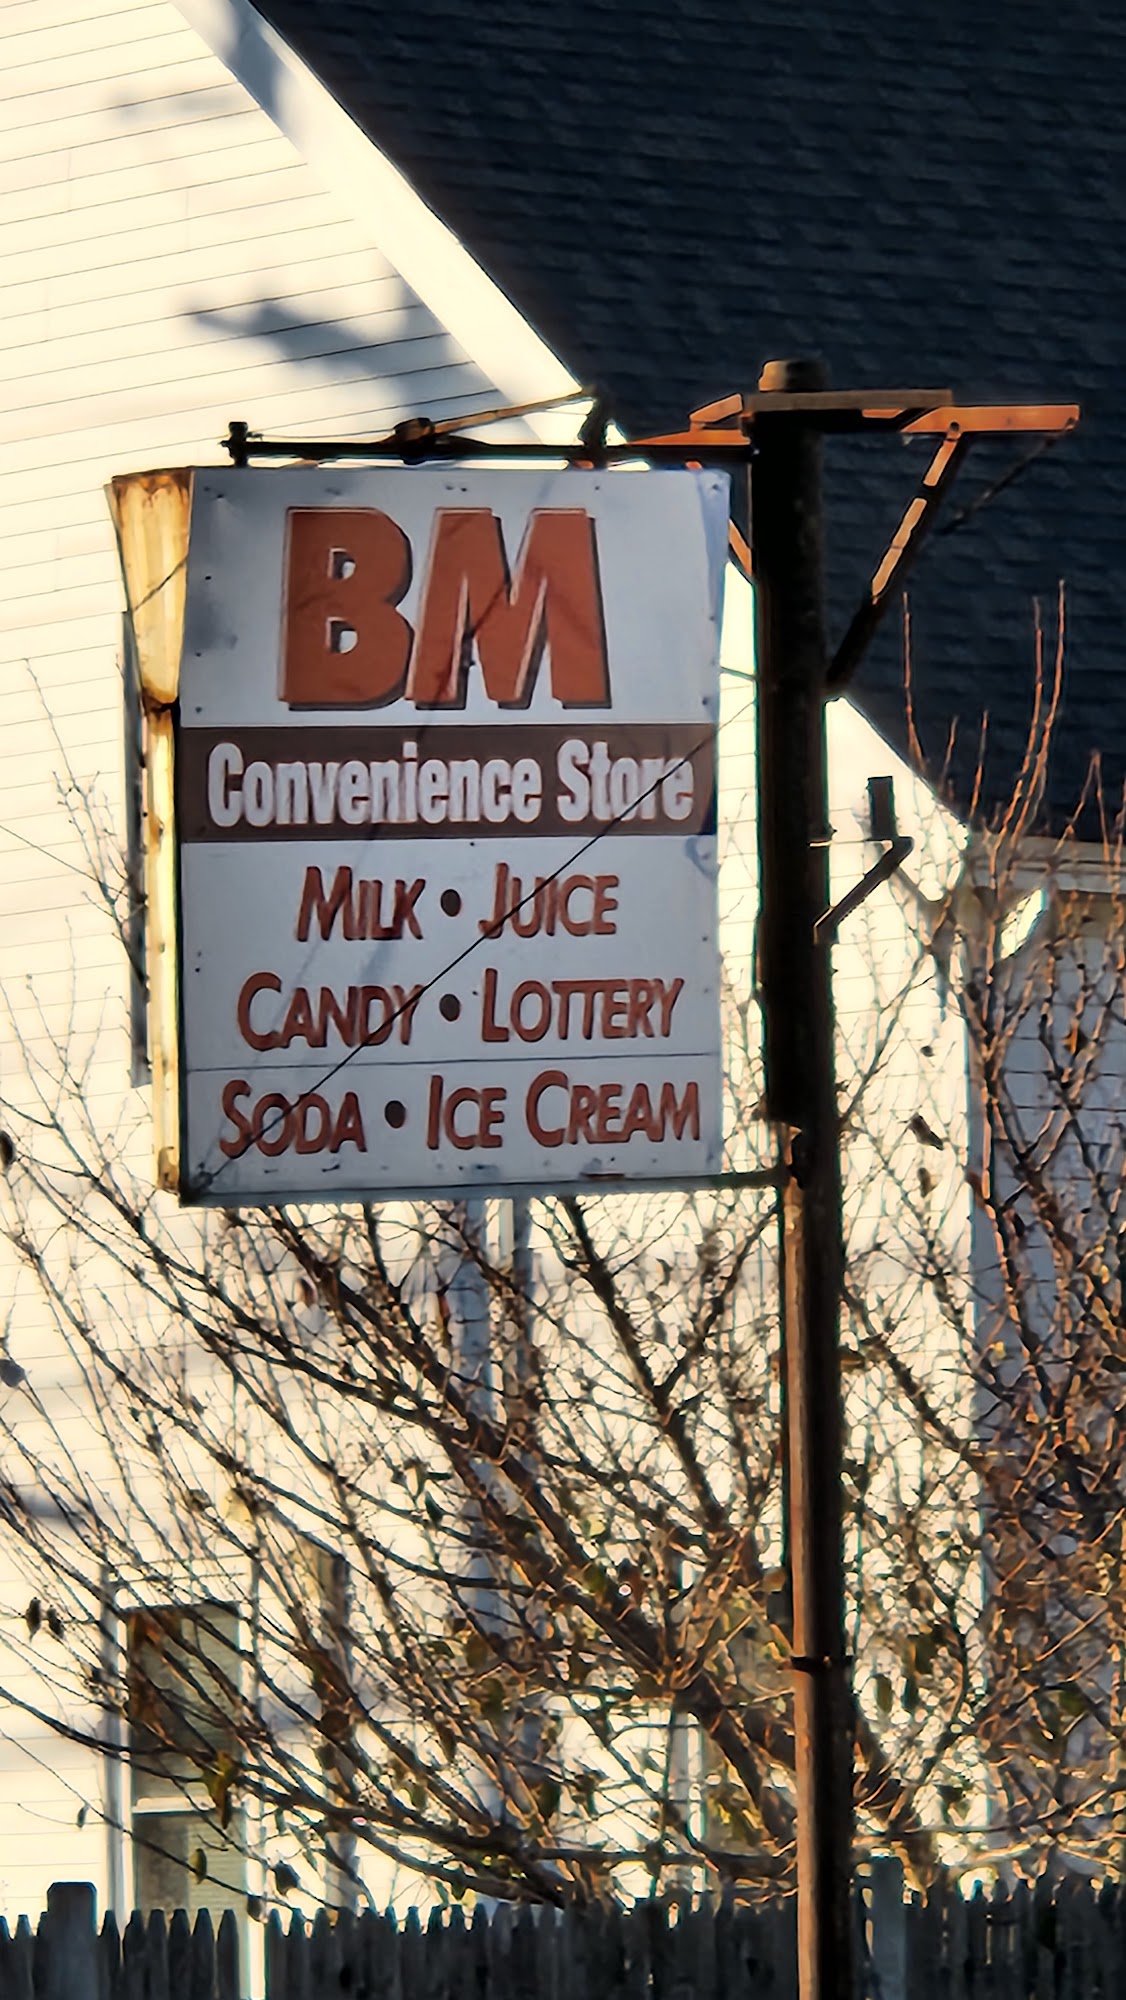 BM
Convenience Store
MILK • JUICE
CANDY • LOTTERY
SODA • ICE CREAM